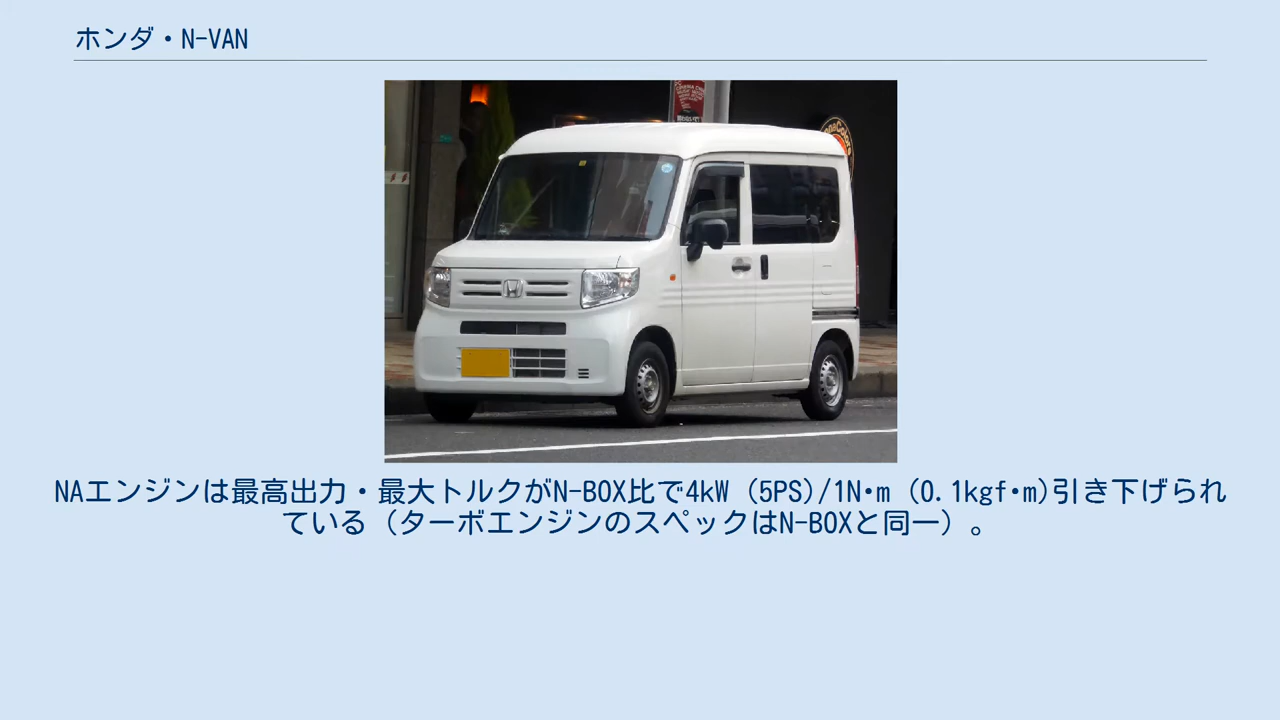 ホンダ・N-VAN
NAエンジンは最高出力・最大トルクがN-BOX比で4kW (5PS)/1N・m (0.1kgf・m)引き下げられ
ている（ターボエンジンのスペックはN-BOXと同一）。